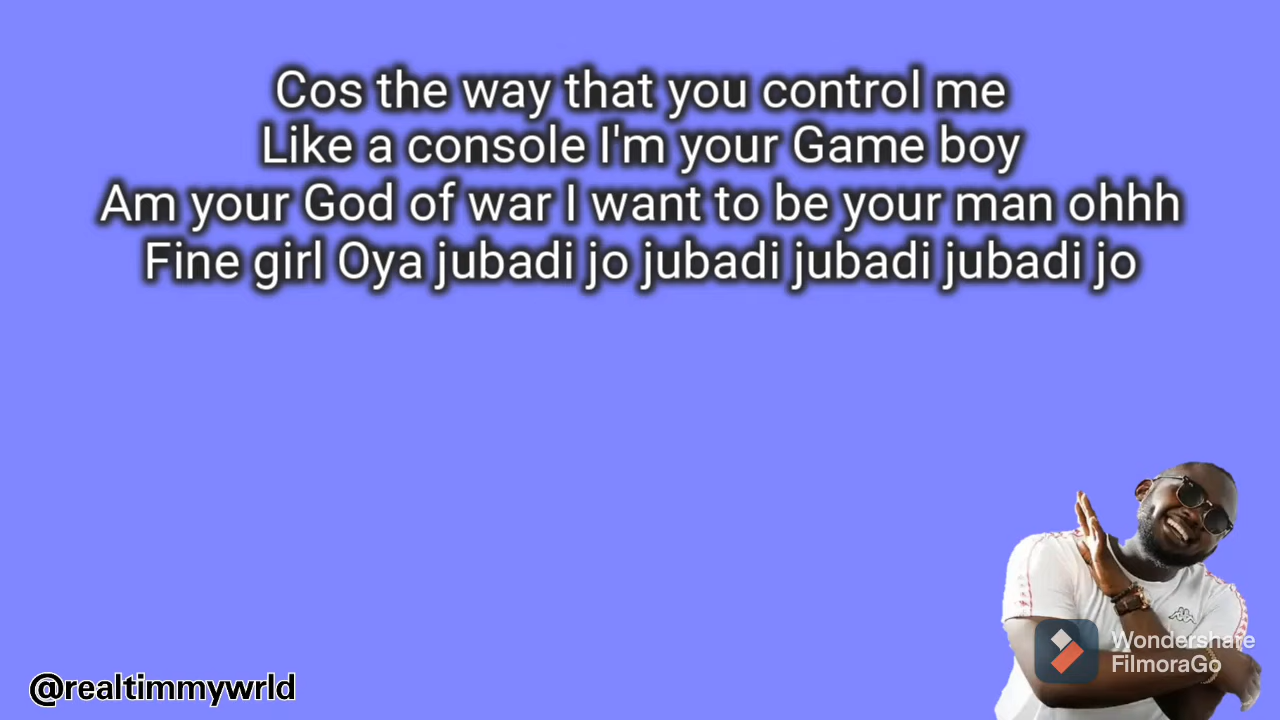 Cos the way that you control me
Like a console I'm your Game boy
Am your God of war I want to be your man ohhh
Fine girl Oya jubadi jo jubadi jubadi jubadi jo
Wondershare
FilmoraGo
@realtimmywrld